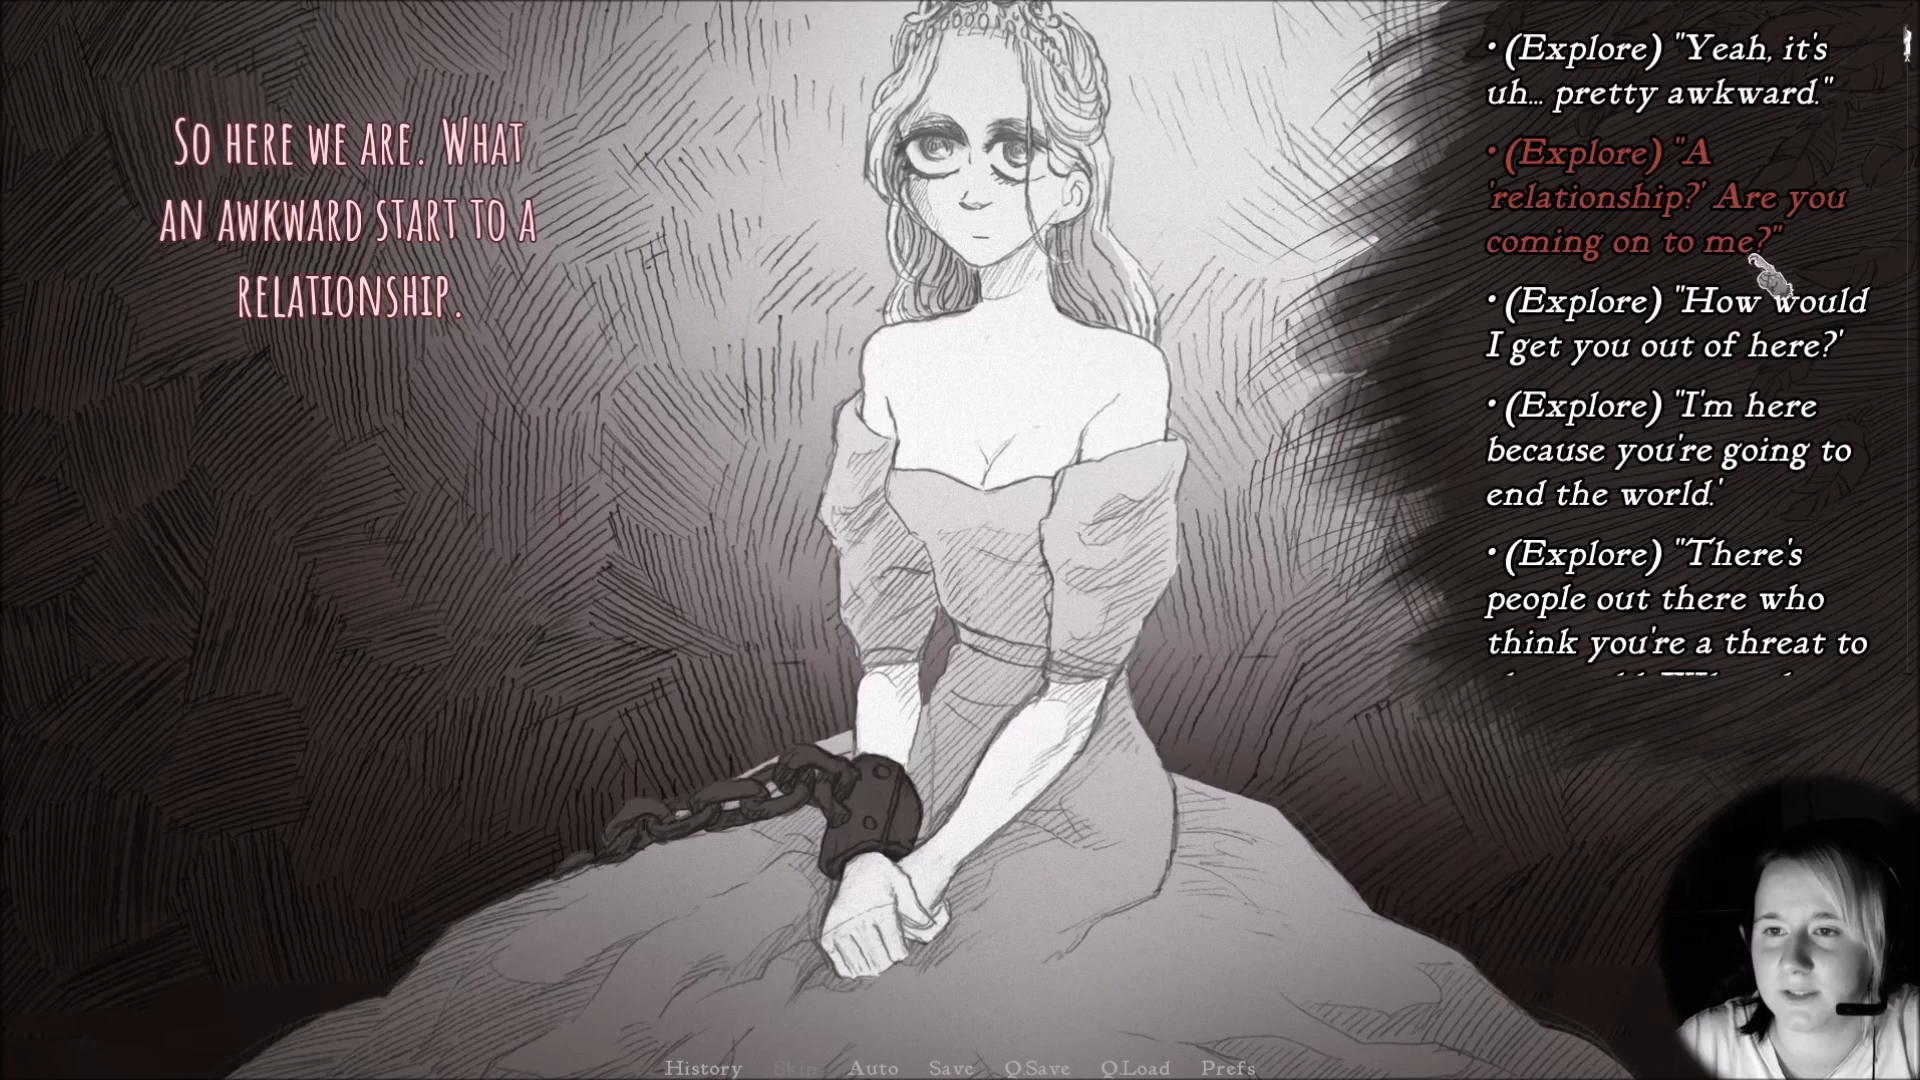 So here we are. What
an awkward start to a
relationship.
• (Explore) "Yeah, it's
uh... pretty awkward."
• (Explore) "A
'relationship?' Are you
coming on to me?"
• (Explore) "How would
I get you out of here?'
• (Explore) "I'm here
because you're going to
end the world.'
• (Explore) "There's
people out there who
think you're a threat to
History Skip Auto Save Q.Save Q.Load Prefs